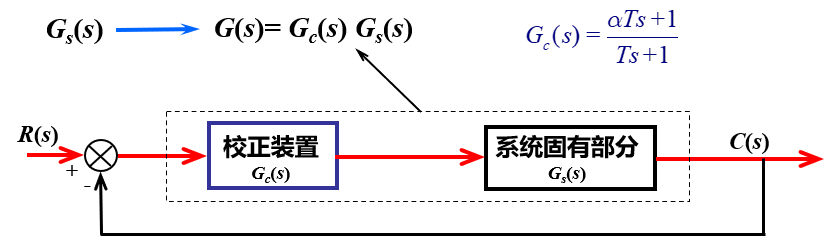 Gs(s) G(s)= Gc(s) Gs(s) Gc(s) = αTs+1 / Ts+1
R(s) 校正装置 系统固有部分 C(s)
+ - Gc(s) Gs(s)